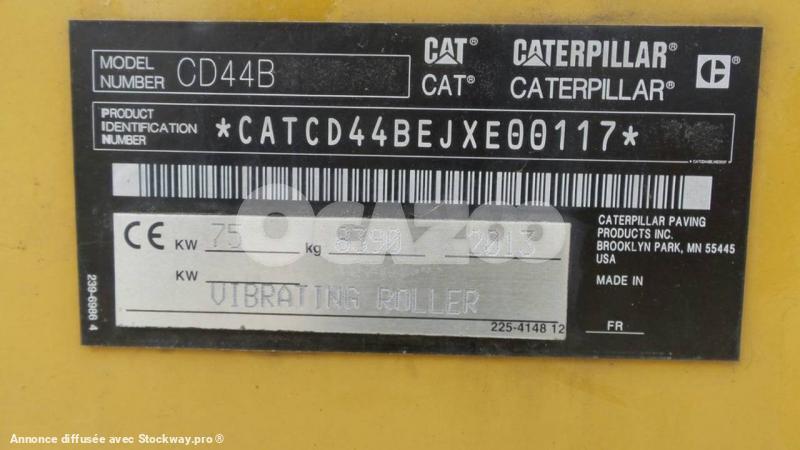 MODEL NUMBER CD44B
CAT® CATERPILLAR®
CAT® CATERPILLAR®
C
PRODUCT IDENTIFICATION NUMBER *CATCD44BEJXE00117*
OCAZOO
CE KW 75 kg 8390 2013
KW
VIBRATING ROLLER
225-4148 12
239-6986 4
CATERPILLAR PAVING
PRODUCTS INC.
BROOKLYN PARK, MN 55445
USA
MADE IN
FR
Annonce diffusée avec Stockway.pro®